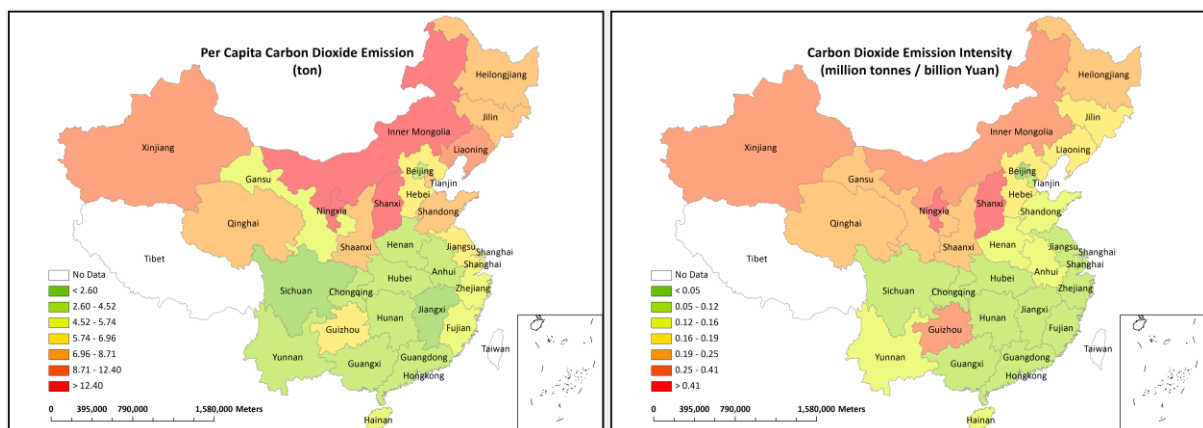 Per Capita Carbon Dioxide Emission
(ton)
Heilongjiang
Jilin
Inner Mongolia
Liaoning
Xinjiang
Gansu
Beijing
Tianjin
Hebei
Ningxia
Shanxi
Shandong
Qinghai
Shaanxi
Henan
Jiangsu
Shanghai
Shanghai
Tibet
Anhui
Hubei
Zhejiang
Sichuan
Chongqing
Jiangxi
Hunan
Guizhou
Fujian
Taiwan
Yunnan
Guangxi
Guangdong
Hongkong
Hainan
No Data
< 2.60
2.60 - 4.52
4.52 - 5.74
5.74 - 6.96
6.96 - 8.71
8.71 - 12.40
> 12.40
0 395,000 790,000 1,580,000 Meters
Carbon Dioxide Emission Intensity
(million tonnes / billion Yuan)
Heilongjiang
Jilin
Inner Mongolia
Liaoning
Xinjiang
Gansu
Beijing
Tianjin
Hebei
Ningxia
Shanxi
Shandong
Qinghai
Shaanxi
Henan
Jiangsu
Shanghai
Shanghai
Tibet
Anhui
Hubei
Zhejiang
Sichuan
Chongqing
Jiangxi
Hunan
Guizhou
Fujian
Taiwan
Yunnan
Guangxi
Guangdong
Hongkong
Hainan
No Data
< 0.05
0.05 - 0.12
0.12 - 0.16
0.16 - 0.19
0.19 - 0.25
0.25 - 0.41
> 0.41
0 395,000 790,000 1,580,000 Meters